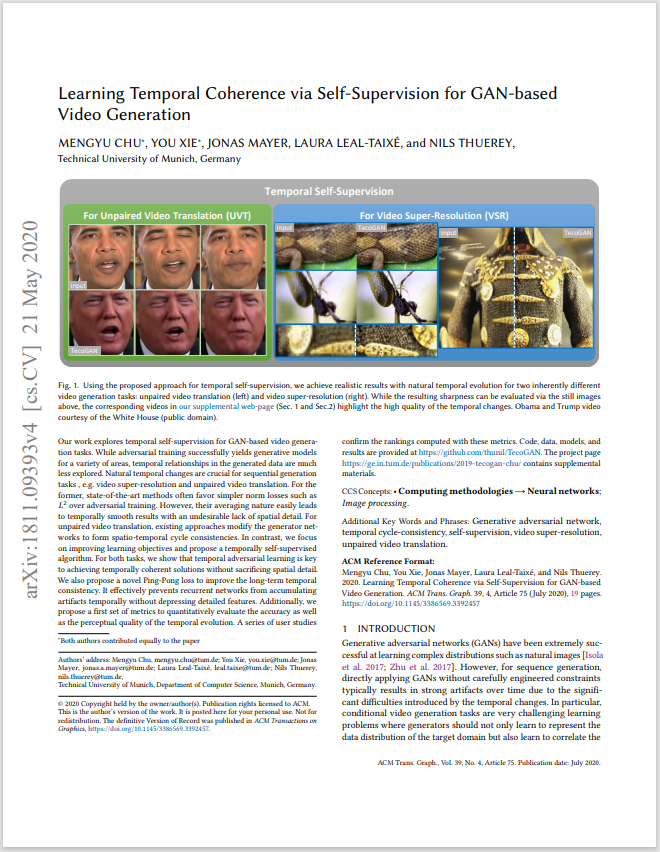 arXiv:1811.09393v4 [cs.CV] 21 May 2020
Learning Temporal Coherence via Self-Supervision for GAN-based
Video Generation
MENGYU CHU*, YOU XIE*, JONAS MAYER, LAURA LEAL-TAIXÉ, and NILS THUEREY,
Technical University of Munich, Germany
Temporal Self-Supervision
For Unpaired Video Translation (UVT)
For Video Super-Resolution (VSR)
Input
TecoGAN
Input
TecoGAN
Input
TecoGAN
Fig. 1. Using the proposed approach for temporal self-supervision, we achieve realistic results with natural temporal evolution for two inherently different
video generation tasks: unpaired video translation (left) and video super-resolution (right). While the resulting sharpness can be evaluated via the still images
above, the corresponding videos in our supplemental web-page (Sec. 1 and Sec.2) highlight the high quality of the temporal changes. Obama and Trump video
courtesy of the White House (public domain).
Our work explores temporal self-supervision for GAN-based video genera-
tion tasks. While adversarial training successfully yields generative models
for a variety of areas, temporal relationships in the generated data are much
less explored. Natural temporal changes are crucial for sequential generation
tasks , e.g. video super-resolution and unpaired video translation. For the
former, state-of-the-art methods often favor simpler norm losses such as
L² over adversarial training. However, their averaging nature easily leads
to temporally smooth results with an undesirable lack of spatial detail. For
unpaired video translation, existing approaches modify the generator net-
works to form spatio-temporal cycle consistencies. In contrast, we focus
on improving learning objectives and propose a temporally self-supervised
algorithm. For both tasks, we show that temporal adversarial learning is key
to achieving temporally coherent solutions without sacrificing spatial detail.
We also propose a novel Ping-Pong loss to improve the long-term temporal
consistency. It effectively prevents recurrent networks from accumulating
artifacts temporally without depressing detailed features. Additionally, we
propose a first set of metrics to quantitatively evaluate the accuracy as well
as the perceptual quality of the temporal evolution. A series of user studies
*Both authors contributed equally to the paper
Authors' address: Mengyu Chu, mengyu.chu@tum.de; You Xie, you.xie@tum.de; Jonas
Mayer, jonas.a.mayer@tum.de; Laura Leal-Taixé, leal.taixe@tum.de; Nils Thuerey,
nils.thuerey@tum.de,
Technical University of Munich, Department of Computer Science, Munich, Germany.
© 2020 Copyright held by the owner/author(s). Publication rights licensed to ACM.
This is the author's version of the work. It is posted here for your personal use. Not for
redistribution. The definitive Version of Record was published in ACM Transactions on
Graphics, https://doi.org/10.1145/3386569.3392457.
confirm the rankings computed with these metrics. Code, data, models, and
results are provided at https://github.com/thunil/TecoGAN. The project page
https://ge.in.tum.de/publications/2019-tecogan-chu/ contains supplemental
materials.
CCS Concepts: • Computing methodologies → Neural networks;
Image processing.
Additional Key Words and Phrases: Generative adversarial network,
temporal cycle-consistency, self-supervision, video super-resolution,
unpaired video translation.
ACM Reference Format:
Mengyu Chu, You Xie, Jonas Mayer, Laura Leal-Taixé, and Nils Thuerey.
2020. Learning Temporal Coherence via Self-Supervision for GAN-based
Video Generation. ACM Trans. Graph. 39, 4, Article 75 (July 2020), 19 pages.
https://doi.org/10.1145/3386569.3392457
1 INTRODUCTION
Generative adversarial networks (GANs) have been extremely suc-
cessful at learning complex distributions such as natural images [Isola
et al. 2017; Zhu et al. 2017]. However, for sequence generation,
directly applying GANs without carefully engineered constraints
typically results in strong artifacts over time due to the signifi-
cant difficulties introduced by the temporal changes. In particular,
conditional video generation tasks are very challenging learning
problems where generators should not only learn to represent the
data distribution of the target domain but also learn to correlate the
ACM Trans. Graph., Vol. 39, No. 4, Article 75. Publication date: July 2020.